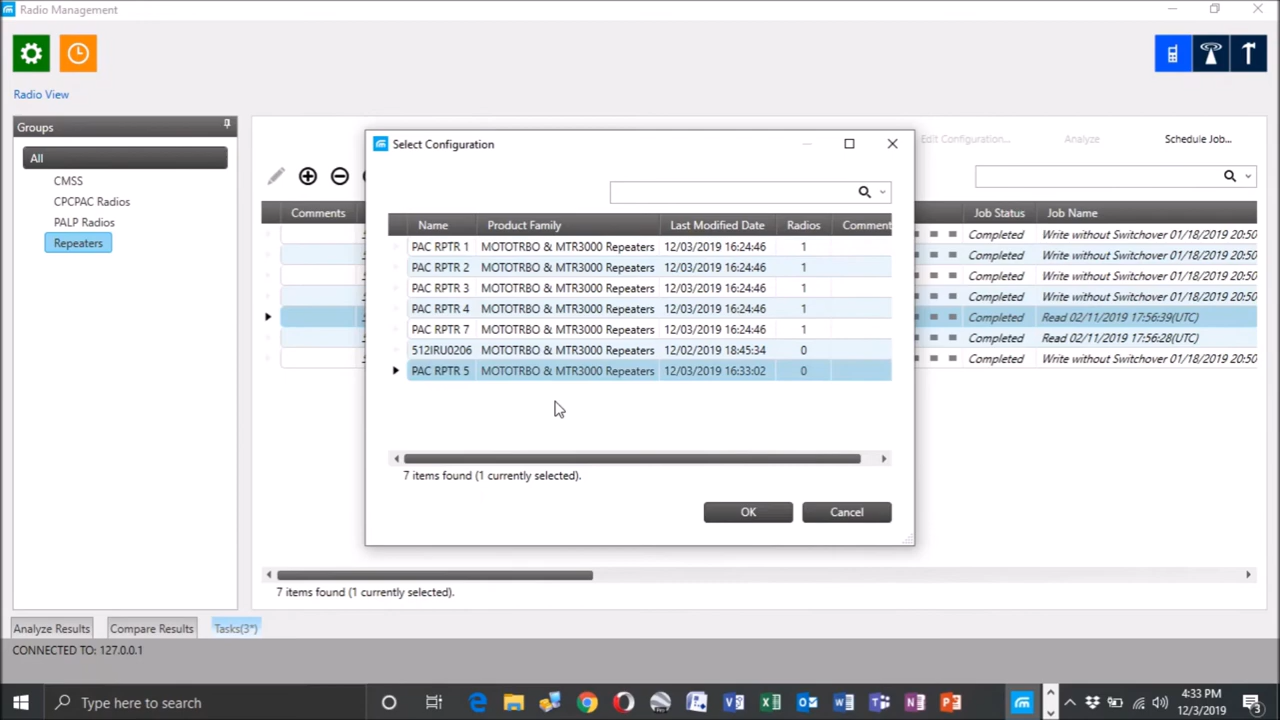 Radio Management
Radio View
Groups
All
CMSS
CPCPAC Radios
PALP Radios
Repeaters
Edit Configuration...
Analyze
Schedule Job...
Comments
Job Status
Job Name
Completed
Write without Switchover 01/18/2019 20:50
Completed
Write without Switchover 01/18/2019 20:50
Completed
Write without Switchover 01/18/2019 20:50
Completed
Write without Switchover 01/18/2019 20:50
Completed
Read 02/11/2019 17:56:39(UTC)
Completed
Read 02/11/2019 17:56:28(UTC)
Completed
Write without Switchover 01/18/2019 20:50
Select Configuration
Name Product Family Last Modified Date Radios Comment
PAC RPTR 1 MOTOTRBO & MTR3000 Repeaters 12/03/2019 16:24:46 1
PAC RPTR 2 MOTOTRBO & MTR3000 Repeaters 12/03/2019 16:24:46 1
PAC RPTR 3 MOTOTRBO & MTR3000 Repeaters 12/03/2019 16:24:46 1
PAC RPTR 4 MOTOTRBO & MTR3000 Repeaters 12/03/2019 16:24:46 1
PAC RPTR 7 MOTOTRBO & MTR3000 Repeaters 12/03/2019 16:24:46 1
512IRU0206 MOTOTRBO & MTR3000 Repeaters 12/02/2019 18:45:34 0
PAC RPTR 5 MOTOTRBO & MTR3000 Repeaters 12/03/2019 16:33:02 0
7 items found (1 currently selected).
OK
Cancel
7 items found (1 currently selected).
Analyze Results
Compare Results
Tasks(3*)
CONNECTED TO: 127.0.0.1
Type here to search
4:33 PM
12/3/2019
3